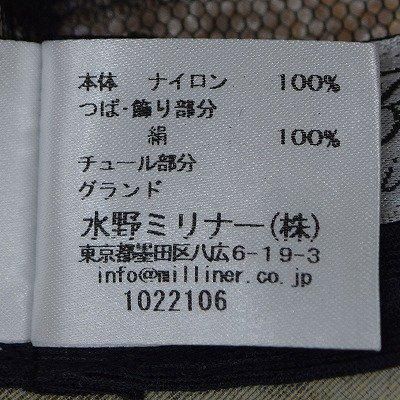 本体 ナイロン 100%
つば・飾り部分
絹 100%
チュール部分
グランド
水野ミリナー(株)
東京都墨田区八広6-19-3
info@milliner.co.jp
1022106